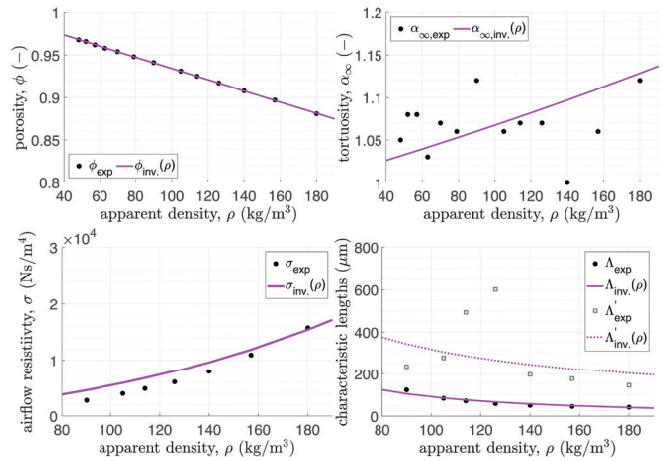 1
0.95
0.9
0.85
0.8
porosity, ϕ (−)
ϕexp ϕinv.(ρ)
40 60 80 100 120 140 160 180
apparent density, ρ (kg/m³)
1.2
1.15
1.1
1.05
1
tortuosity, α∞ (−)
α∞,exp α∞,inv.(ρ)
40 60 80 100 120 140 160 180
apparent density, ρ (kg/m³)
×10⁴
3
2
1
0
airflow resistiivty, σ (Ns/m⁴)
σexp
σinv.(ρ)
60 80 100 120 140 160 180
apparent density, ρ (kg/m³)
800
600
400
200
0
characteristic lengths (μm)
Λexp
Λinv.(ρ)
Λ'exp
Λ'inv.(ρ)
80 100 120 140 160 180
apparent density, ρ (kg/m³)